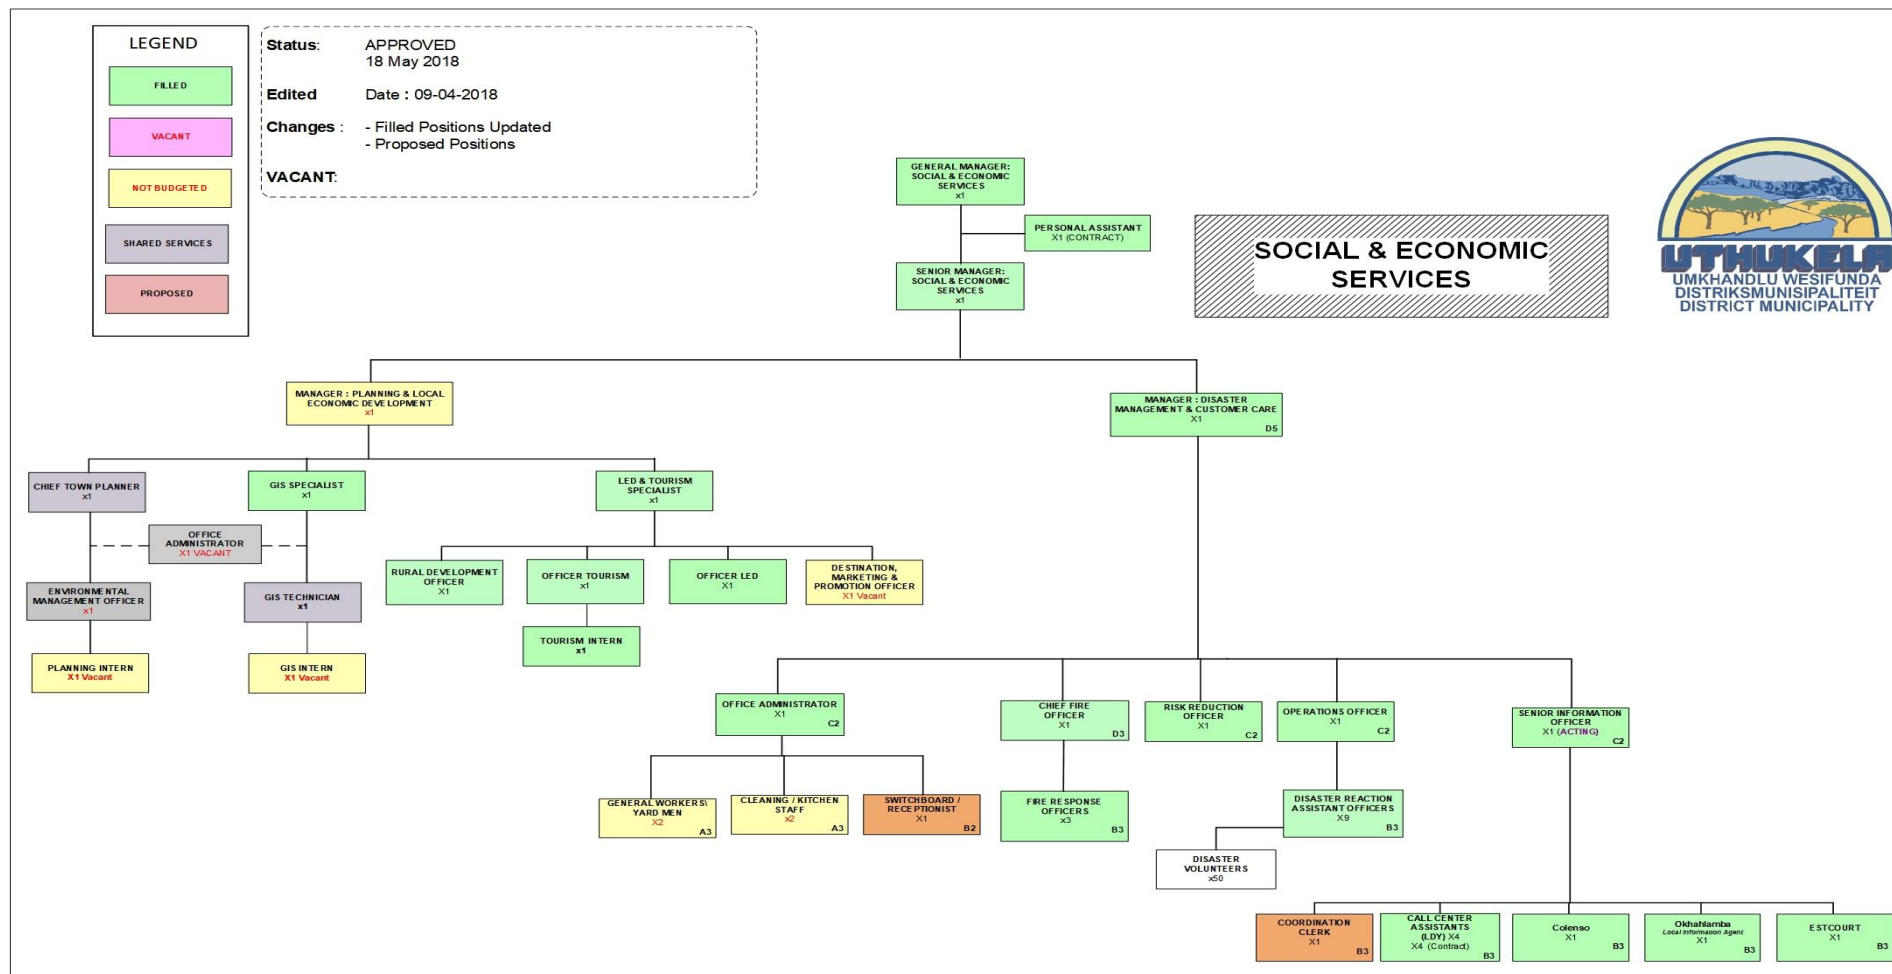 LEGEND
FILLED
VACANT
NOT BUDGETED
SHARED SERVICES
PROPOSED
Status: APPROVED
18 May 2018
Edited Date : 09-04-2018
Changes : - Filled Positions Updated
- Proposed Positions
VACANT:
GENERAL MANAGER:
SOCIAL & ECONOMIC
SERVICES
x1
PERSONAL ASSISTANT
X1 (CONTRACT)
SENIOR MANAGER:
SOCIAL & ECONOMIC
SERVICES
x1
SOCIAL & ECONOMIC
SERVICES
UTHUKELA
UMKHANDLU WESIFUNDA
DISTRIKSMUNISIPALITEIT
DISTRICT MUNICIPALITY
MANAGER : PLANNING & LOCAL
ECONOMIC DEVELOPMENT
x1
MANAGER : DISASTER
MANAGEMENT & CUSTOMER CARE
X1
D5
CHIEF TOWN PLANNER
x1
GIS SPECIALIST
x1
LED & TOURISM
SPECIALIST
x1
OFFICE
ADMINISTRATOR
X1 VACANT
ENVIRONMENTAL
MANAGEMENT OFFICER
x1
GIS TECHNICIAN
x1
RURAL DEVELOPMENT
OFFICER
X1
OFFICER TOURISM
x1
OFFICER LED
X1
DESTINATION,
MARKETING &
PROMOTION OFFICER
X1 Vacant
PLANNING INTERN
X1 Vacant
GIS INTERN
X1 Vacant
TOURISM INTERN
x1
OFFICE ADMINISTRATOR
X1
C2
CHIEF FIRE
OFFICER
X1
D3
RISK REDUCTION
OFFICER
X1
C2
OPERATIONS OFFICER
X1
C2
SENIOR INFORMATION
OFFICER
X1 (ACTING)
C2
GENERAL WORKERS\
YARD MEN
X2
A3
CLEANING / KITCHEN
STAFF
x2
A3
SWITCHBOARD /
RECEPTIONIST
X1
B2
FIRE RESPONSE
OFFICERS
x3
B3
DISASTER REACTION
ASSISTANT OFFICERS
X9
B3
DISASTER
VOLUNTEERS
x50
COORDINATION
CLERK
X1
B3
CALL CENTER
ASSISTANTS
(LDY) X4
X4 (Contract)
B3
Colenso
X1
B3
Okhahlamba
Local Information Agent
X1
B3
ESTCOURT
X1
B3